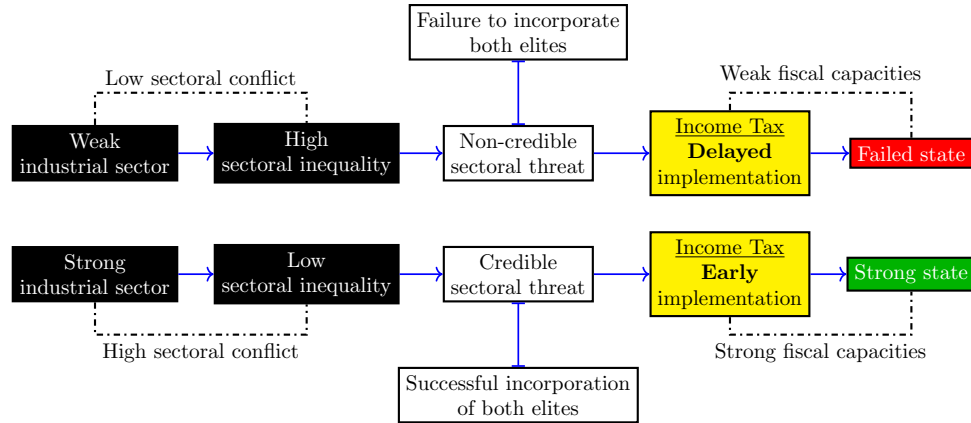 Failure to incorporate
both elites
Low sectoral conflict
Weak fiscal capacities
Weak
industrial sector
High
sectoral inequality
Non-credible
sectoral threat
Income Tax
Delayed
implementation
Failed state
Strong
industrial sector
Low
sectoral inequality
Credible
sectoral threat
Income Tax
Early
implementation
Strong state
High sectoral conflict
Strong fiscal capacities
Successful incorporation
of both elites